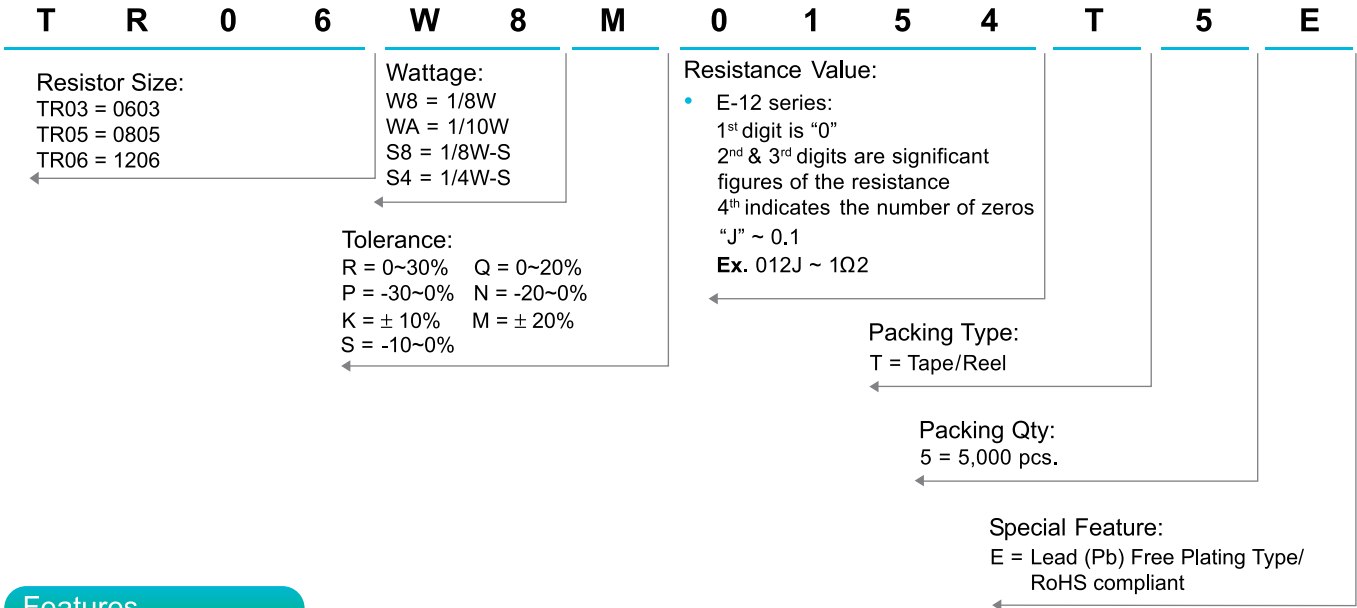 T R 0 6 W 8 M 0 1 5 4 T 5 E
Resistor Size:
TR03 = 0603
TR05 = 0805
TR06 = 1206
Wattage:
W8 = 1/8W
WA = 1/10W
S8 = 1/8W-S
S4 = 1/4W-S
Tolerance:
R = 0~30% Q = 0~20%
P = -30~0% N = -20~0%
K = ± 10% M = ± 20%
S = -10~0%
Resistance Value:
• E-12 series:
1st digit is “0”
2nd & 3rd digits are significant
figures of the resistance
4th indicates the number of zeros
“J” ~ 0.1
Ex. 012J ~ 1Ω2
Packing Type:
T = Tape/Reel
Packing Qty:
5 = 5,000 pcs.
Special Feature:
E = Lead (Pb) Free Plating Type/
RoHS compliant
Features